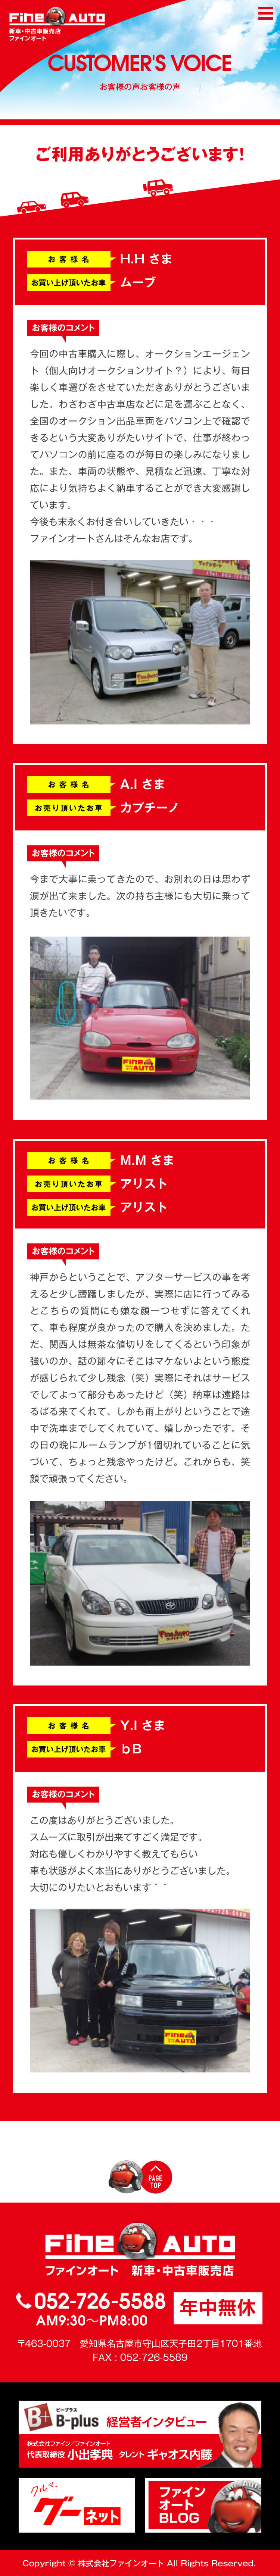 Fine AUTO
新車・中古車販売店
ファインオート
CUSTOMER'S VOICE
お客様の声お客様の声
ご利用ありがとうございます!
お客様名 H.H さま
お買い上げ頂いたお車 ムーブ
お客様のコメント
今回の中古車購入に際し、オークションエージェン
ト（個人向けオークションサイト？）により、毎日
楽しく車選びをさせていただきありがとうございま
した。わざわざ中古車店などに足を運ぶことなく、
全国のオークション出品車両をパソコン上で確認で
きるという大変ありがたいサイトで、仕事が終わっ
てパソコンの前に座るのが毎日の楽しみになりまし
た。また、車両の状態や、見積など迅速、丁寧な対
応により気持ちよく納車することができ大変感謝し
ています。
今後も末永くお付き合いしていきたい・・・
ファインオートさんはそんなお店です。
お客様名 A.I さま
お売り頂いたお車 カプチーノ
お客様のコメント
今まで大事に乗ってきたので、お別れの日は思わず
涙が出て来ました。次の持ち主様にも大切に乗って
頂きたいです。
Fine AUTO
お客様名 M.M さま
お売り頂いたお車 アリスト
お買い上げ頂いたお車 アリスト
お客様のコメント
神戸からということで、アフターサービスの事を考
えると少し躊躇しましたが、実際に店に行ってみる
とこちらの質問にも嫌な顔一つせずに答えてくれ
て、車も程度が良かったので購入を決めました。た
だ、関西人は無茶な値切りをしてくるという印象が
強いのか、話の節々にそこはマケないよという態度
が感じられて少し残念（笑）実際にそれはサービス
でしてよって部分もあったけど（笑）納車は遠路は
るばる来てくれて、しかも雨上がりということで途
中で洗車までしてくれていて、嬉しかったです。そ
の日の晩にルームランプが1個切れていることに気
づいて、ちょっと残念やったけど。これからも、笑
顔で頑張ってください。
Fine AUTO
お客様名 Y.I さま
お買い上げ頂いたお車 ｂB
お客様のコメント
この度はありがとうございました。
スムーズに取引が出来てすごく満足です。
対応も優しくわかりやすく教えてもらい
車も状態がよく本当にありがとうございました。
大切にのりたいとおもいます＾＾
Fine AUTO
PAGE
TOP
Fine AUTO
ファインオート 新車・中古車販売店
052-726-5588
AM9:30～PM8:00
年中無休
〒463-0037 愛知県名古屋市守山区天子田2丁目1701番地
FAX : 052-726-5589
B+ ビープラス
B-plus 経営者インタビュー
株式会社ファイン／ファインオート
代表取締役 小出孝典 タレント ギャオス内藤
クルマ、
グーネット
ファイン
オート
BLOG
Copyright © 株式会社ファインオート All Rights Reserved.